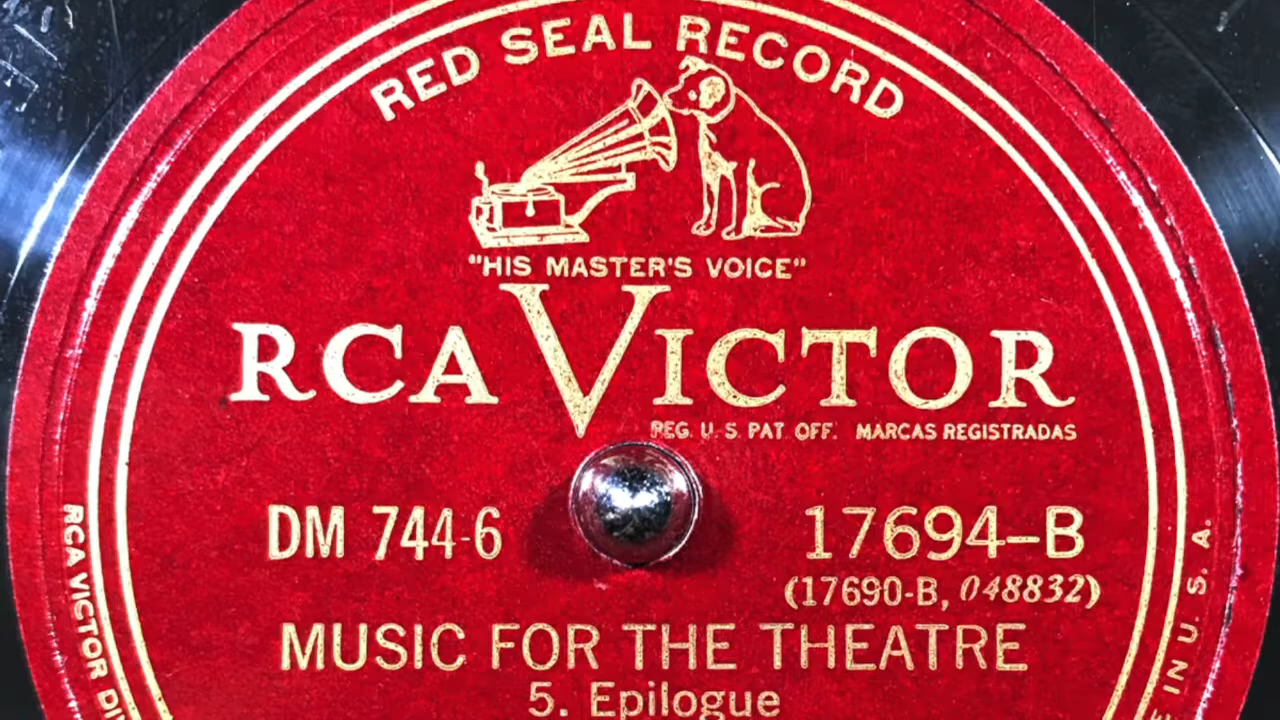 RED SEAL RECORD
"HIS MASTER'S VOICE"
RCA VICTOR
REG. U. S. PAT. OFF. MARCAS REGISTRADAS
DM 744-6
17694-B
(17690-B, 048832)
MUSIC FOR THE THEATRE
5. Epilogue
RCA VICTOR
IN U. S. A.